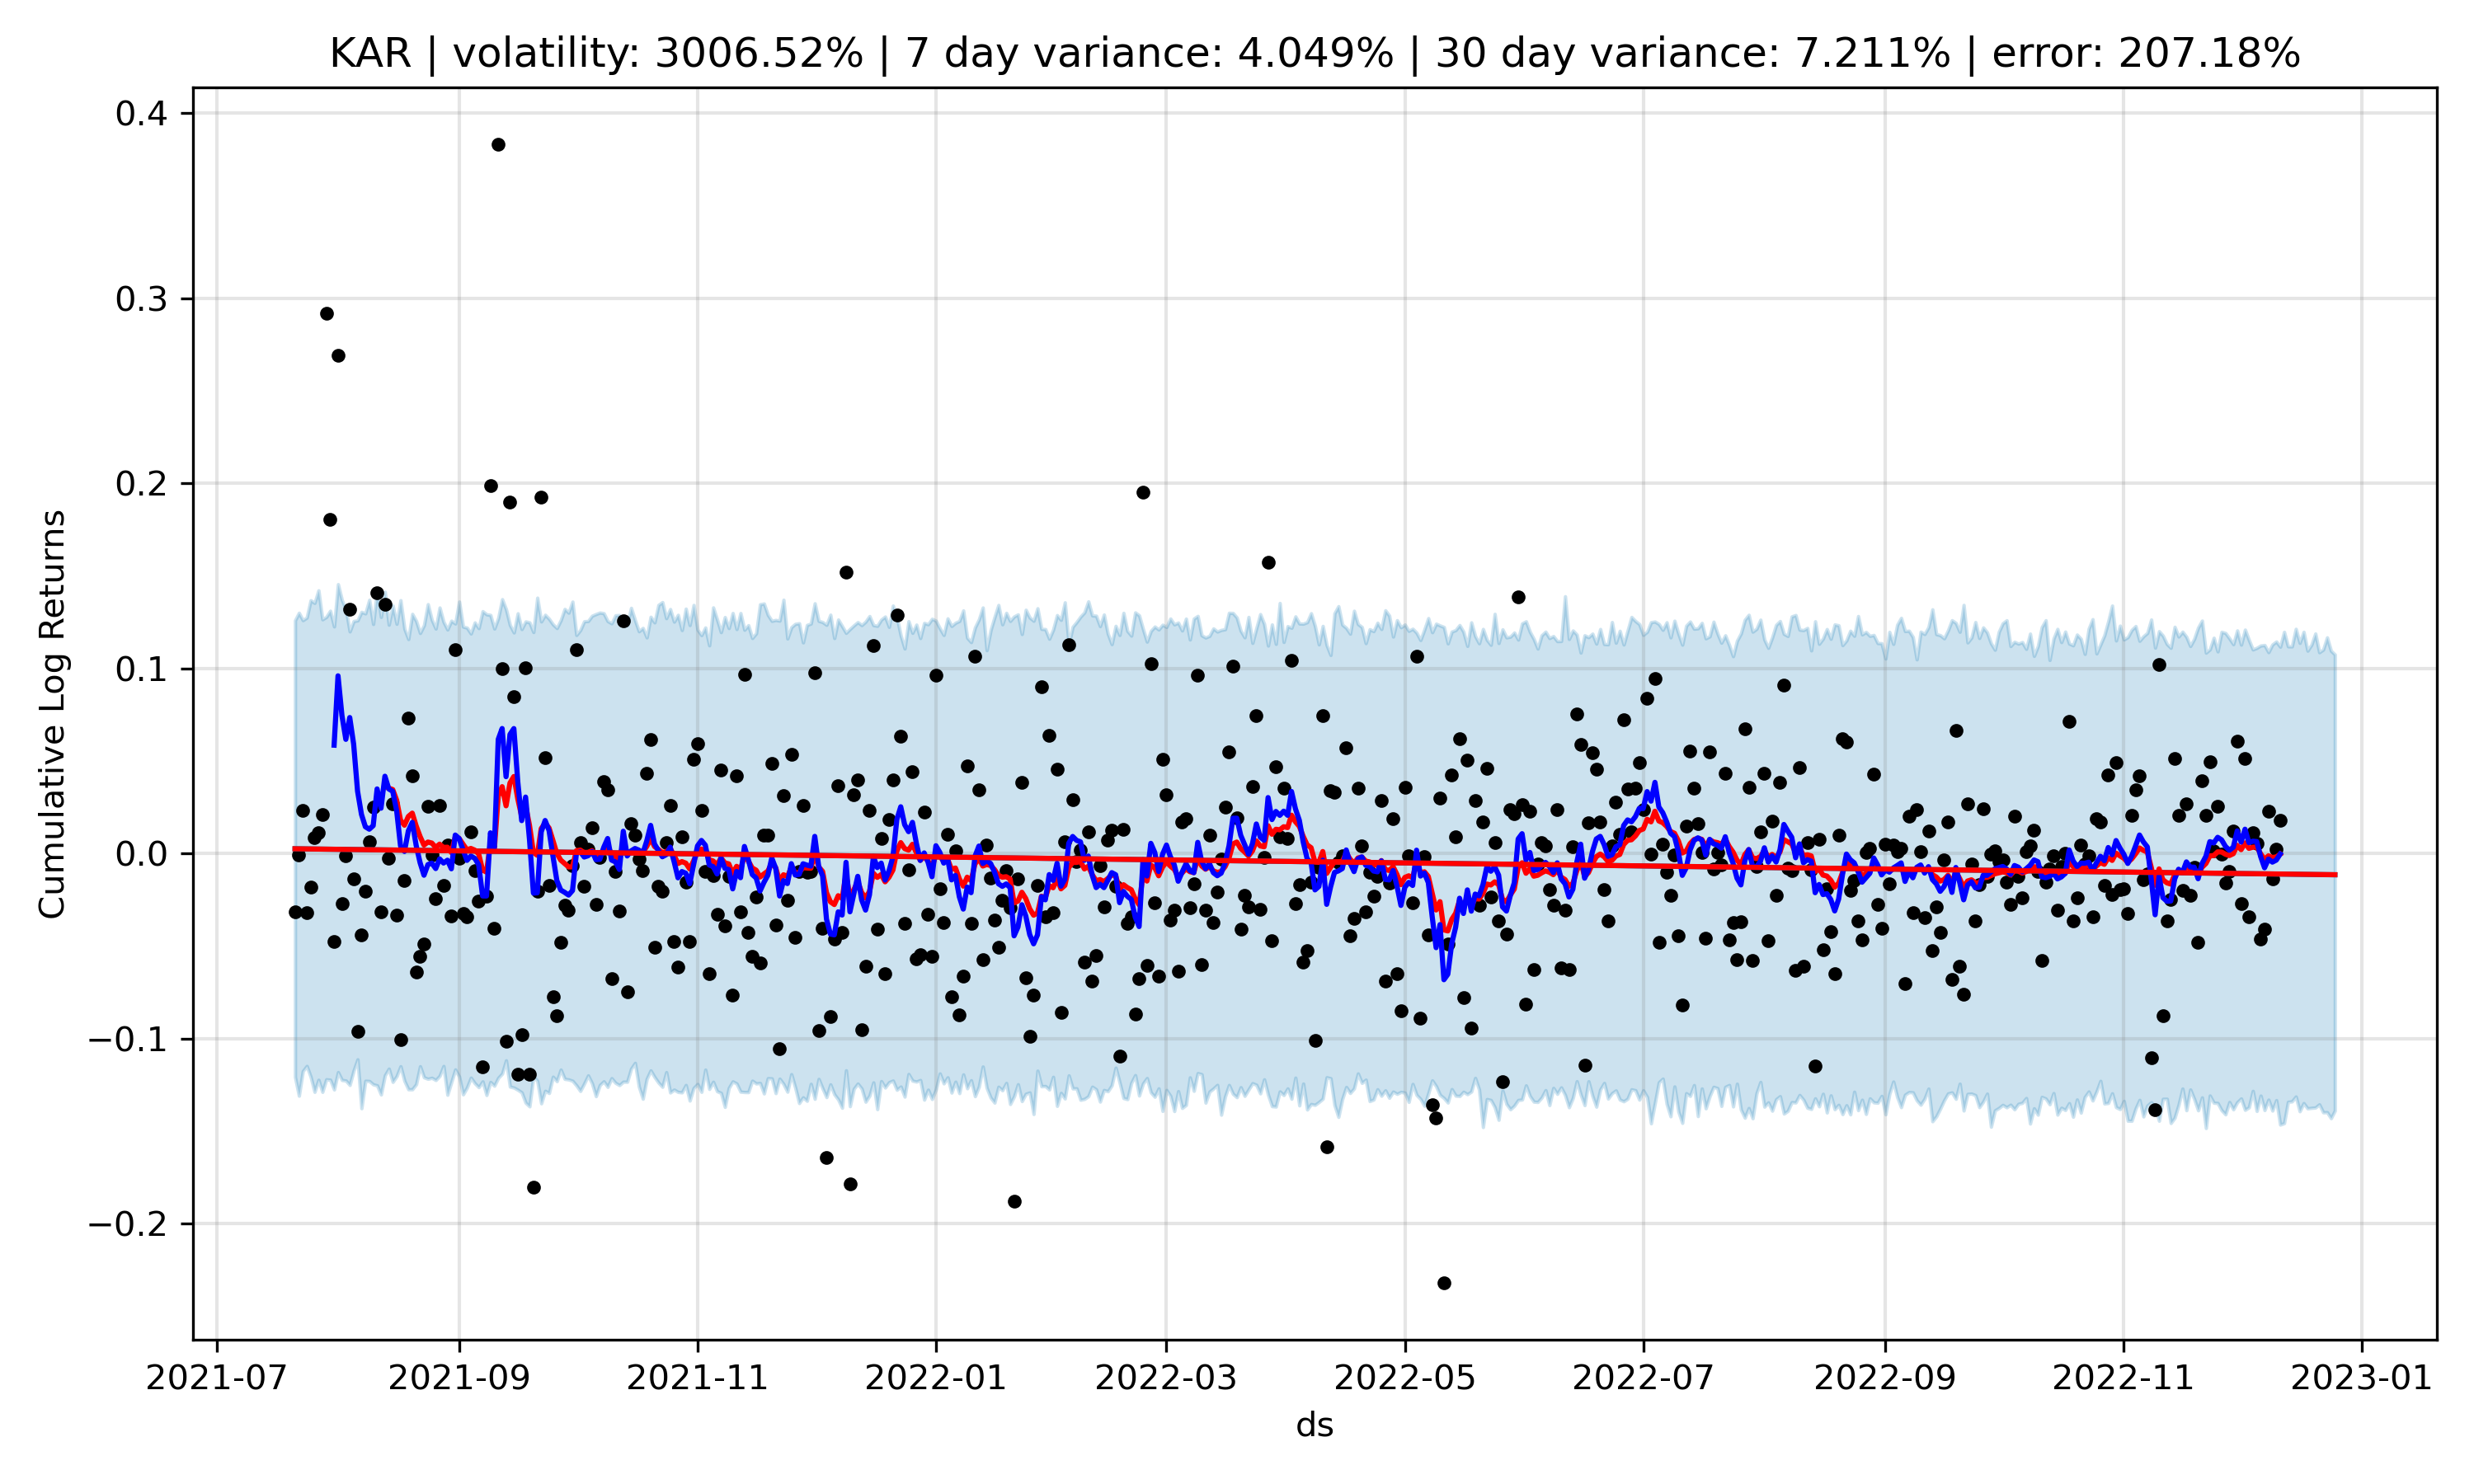 KAR | volatility: 3006.52% | 7 day variance: 4.049% | 30 day variance: 7.211% | error: 207.18%
Cumulative Log Returns
0.4
0.3
0.2
0.1
0.0
−0.1
−0.2
2021-07 2021-09 2021-11 2022-01 2022-03 2022-05 2022-07 2022-09 2022-11 2023-01
ds